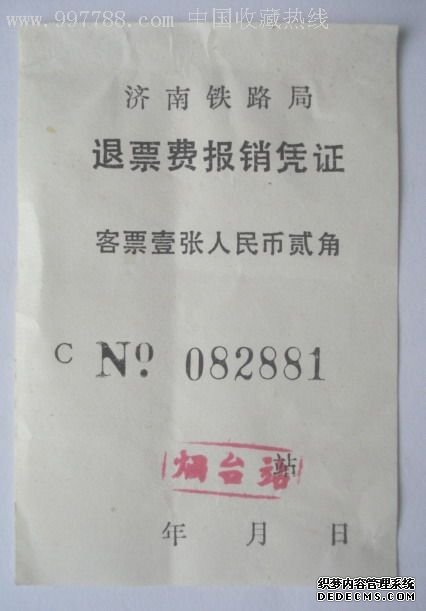 www.997788.com 中国收藏热线
济南铁路局
退票费报销凭证
客票壹张人民币贰角
C No. 082881
烟台站 站
年 月 日
织梦内容管理系统
DEDECMS.COM